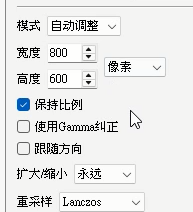 模式 自动调整
宽度 800
高度 600
像素
保持比例
使用Gamma纠正
跟随方向
扩大/缩小 永远
重采样 Lanczos